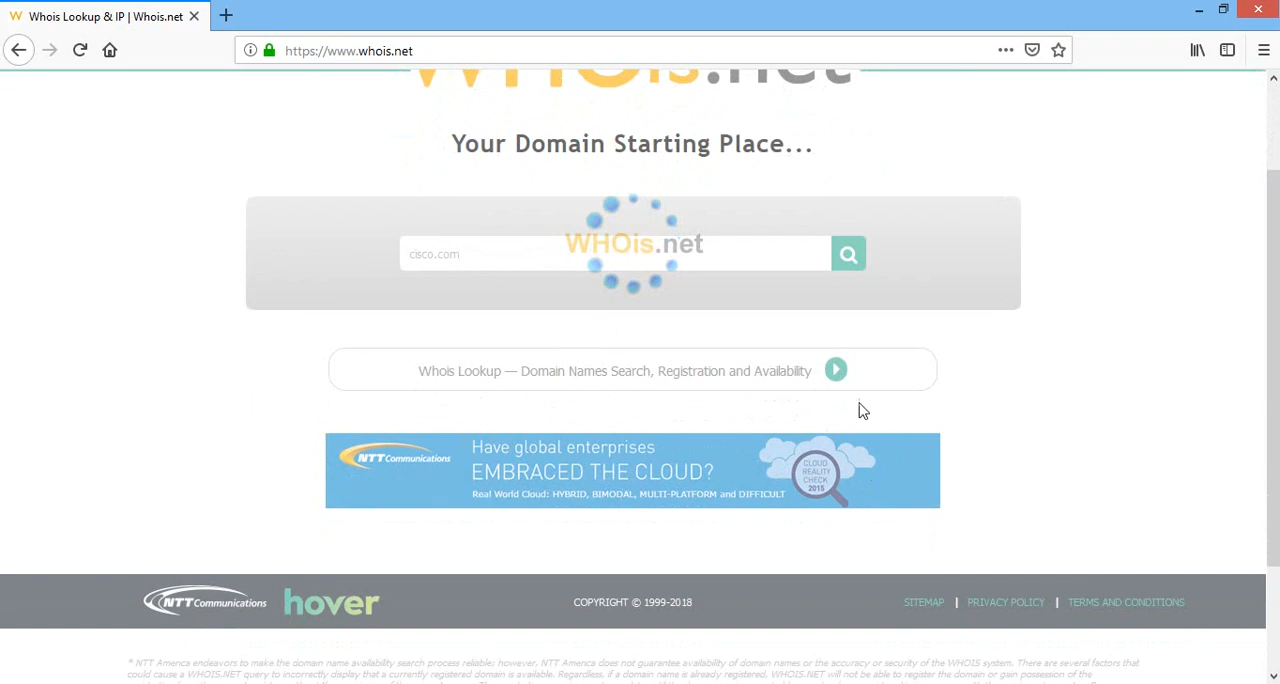 Whois Lookup & IP | Whois.net
https://www.whois.net
WHOis.net
Your Domain Starting Place...
cisco.com
WHOis.net
Whois Lookup — Domain Names Search, Registration and Availability
NTT Communications
Have global enterprises
EMBRACED THE CLOUD?
Real World Cloud: HYBRID, BIMODAL, MULTI-PLATFORM and DIFFICULT
CLOUD
REALITY
CHECK
2015
NTT Communications
hover
COPYRIGHT © 1999-2018
SITEMAP | PRIVACY POLICY | TERMS AND CONDITIONS
* NTT America endeavors to make the domain name availability search process reliable; however, NTT America does not guarantee availability of domain names or the accuracy or security of the WHOIS system. There are several factors that
could cause a WHOIS.NET query to incorrectly display that a currently registered domain is available. Regardless, if a domain name is already registered, WHOIS.NET will not be able to register the domain or gain possession of the